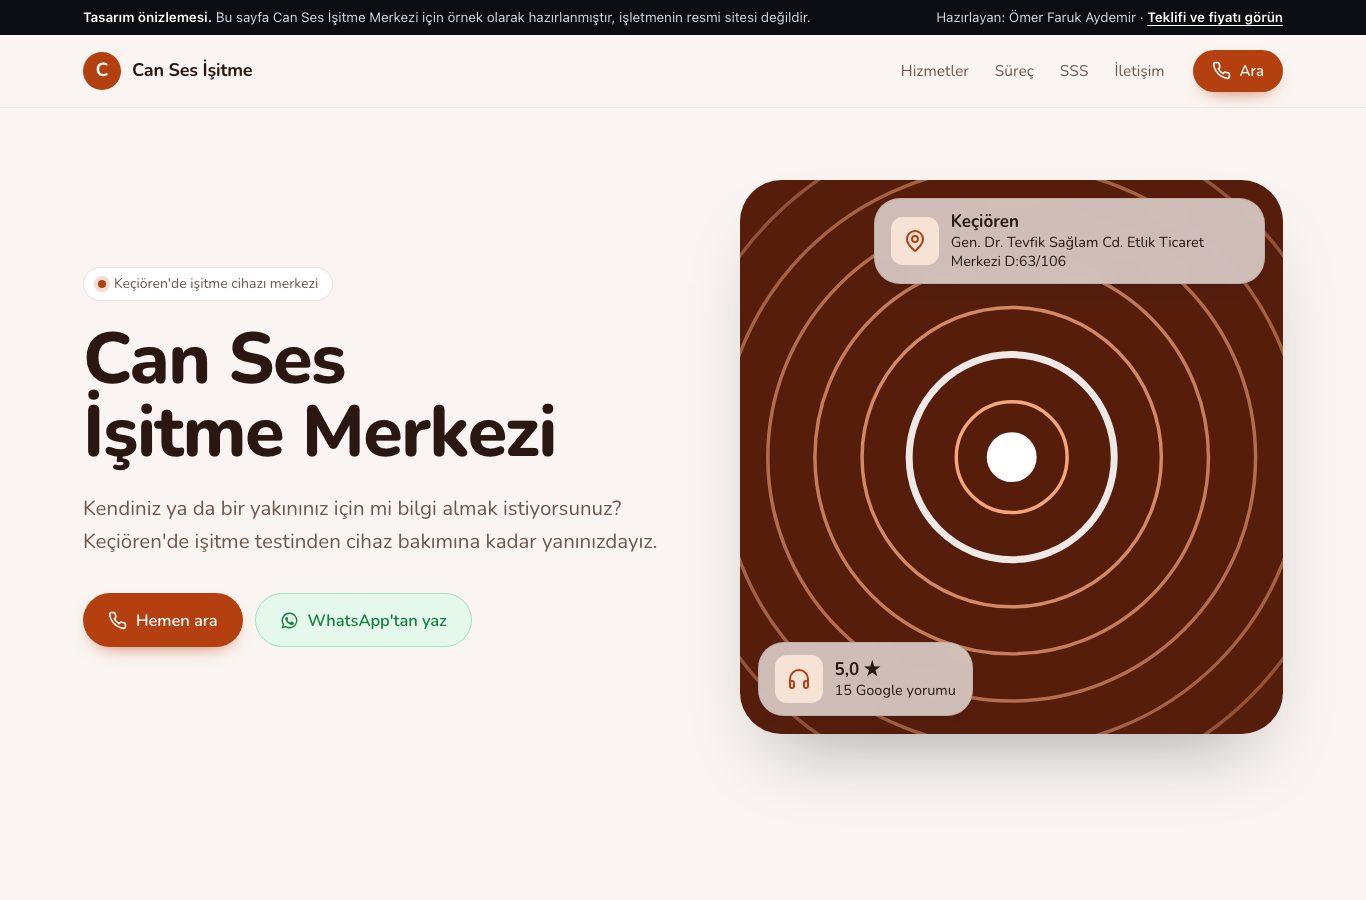 Tasarım önizlemesi. Bu sayfa Can Ses İşitme Merkezi için örnek olarak hazırlanmıştır, işletmenin resmi sitesi değildir.
Hazırlayan: Ömer Faruk Aydemir · Teklifi ve fiyatı görün
C
Can Ses İşitme
Hizmetler
Süreç
SSS
İletişim
Ara
Keçiören'de işitme cihazı merkezi
Can Ses
İşitme Merkezi
Kendiniz ya da bir yakınınız için mi bilgi almak istiyorsunuz?
Keçiören'de işitme testinden cihaz bakımına kadar yanınızdayız.
Hemen ara
WhatsApp'tan yaz
Keçiören
Gen. Dr. Tevfik Sağlam Cd. Etlik Ticaret
Merkezi D:63/106
5,0 ★
15 Google yorumu